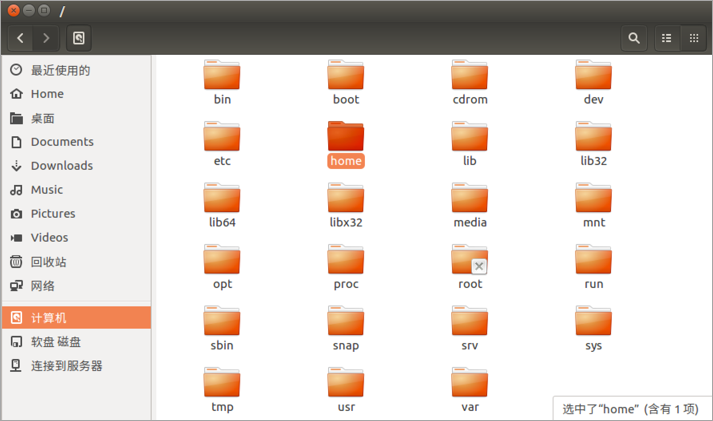 /
最近使用的
Home
桌面
Documents
Downloads
Music
Pictures
Videos
回收站
网络
计算机
软盘 磁盘
连接到服务器
bin boot cdrom dev
etc home lib lib32
lib64 libx32 media mnt
opt proc root run
sbin snap srv sys
tmp usr var
选中了“home” (含有 1 项)